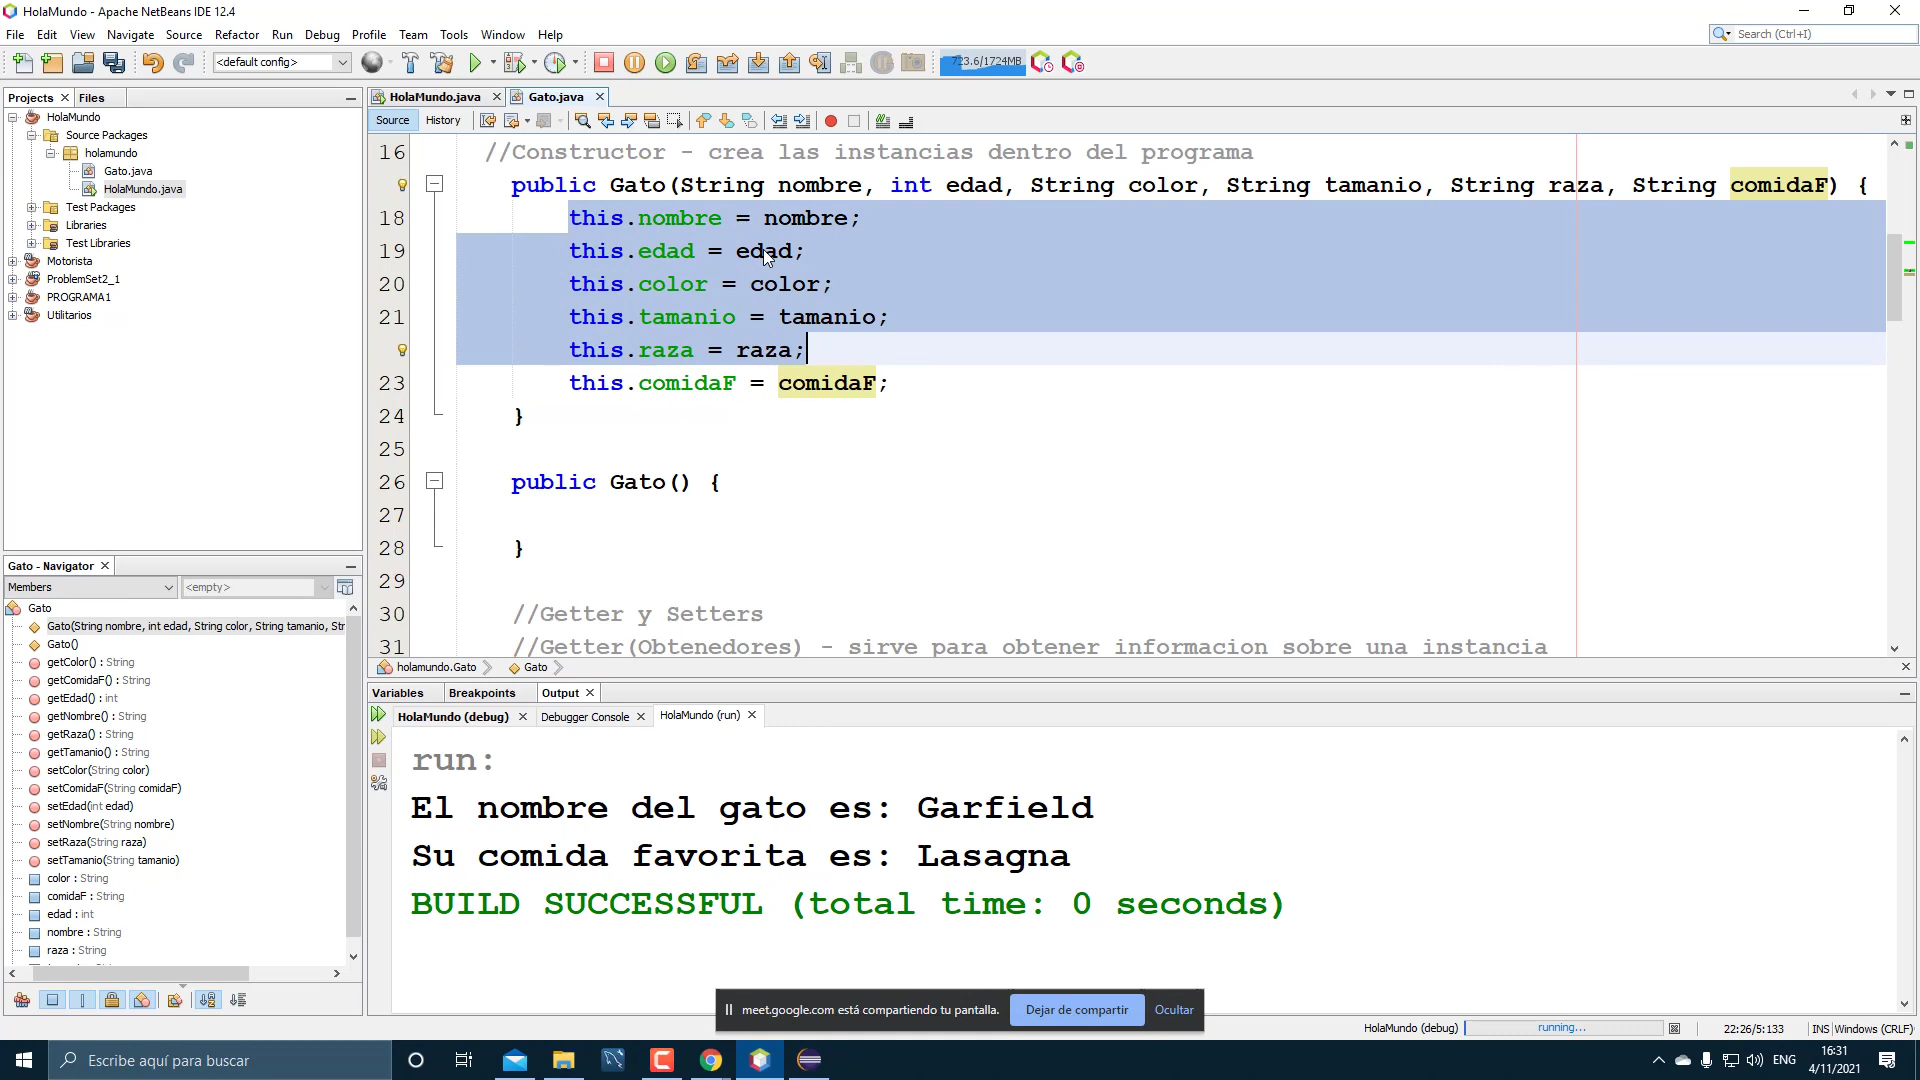 HolaMundo - Apache NetBeans IDE 12.4
File Edit View Navigate Source Refactor Run Debug Profile Team Tools Window Help
Search (Ctrl+I)
<default config>
723.6/1724MB
Projects Files
HolaMundo.java Gato.java
Source History
HolaMundo
Source Packages
holamundo
Gato.java
HolaMundo.java
Test Packages
Libraries
Test Libraries
Motorista
ProblemSet2_1
PROGRAMA1
Utilitarios
16 //Constructor - crea las instancias dentro del programa
public Gato(String nombre, int edad, String color, String tamanio, String raza, String comidaF) {
18 this.nombre = nombre;
19 this.edad = edad;
20 this.color = color;
21 this.tamanio = tamanio;
this.raza = raza;
23 this.comidaF = comidaF;
24 }
25
26 public Gato() {
27
28 }
29
30 //Getter y Setters
31 //Getter(Obtenedores) - sirve para obtener informacion sobre una instancia
holamundo.Gato Gato
Gato - Navigator
Members <empty>
Gato
Gato(String nombre, int edad, String color, String tamanio, Str
Gato()
getColor() : String
getComidaF() : String
getEdad() : int
getNombre() : String
getRaza() : String
getTamanio() : String
setColor(String color)
setComidaF(String comidaF)
setEdad(int edad)
setNombre(String nombre)
setRaza(String raza)
setTamanio(String tamanio)
color : String
comidaF : String
edad : int
nombre : String
raza : String
Variables Breakpoints Output
HolaMundo (debug) Debugger Console HolaMundo (run)
run:
El nombre del gato es: Garfield
Su comida favorita es: Lasagna
BUILD SUCCESSFUL (total time: 0 seconds)
meet.google.com está compartiendo tu pantalla. Dejar de compartir Ocultar
HolaMundo (debug) running... 22:26/5:133 INS Windows (CRLF)
Escribe aquí para buscar
ENG
16:31
4/11/2021